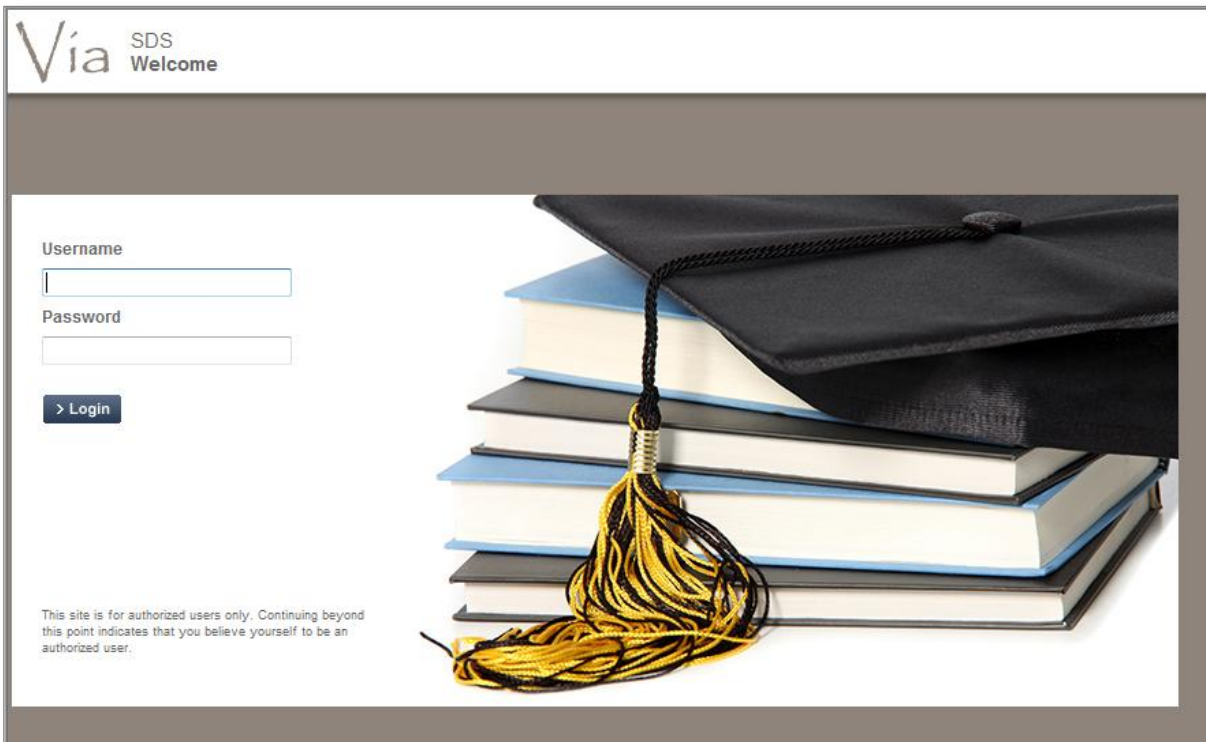 Vía
SDS
Welcome
Username
Password
> Login
This site is for authorized users only. Continuing beyond
this point indicates that you believe yourself to be an
authorized user.